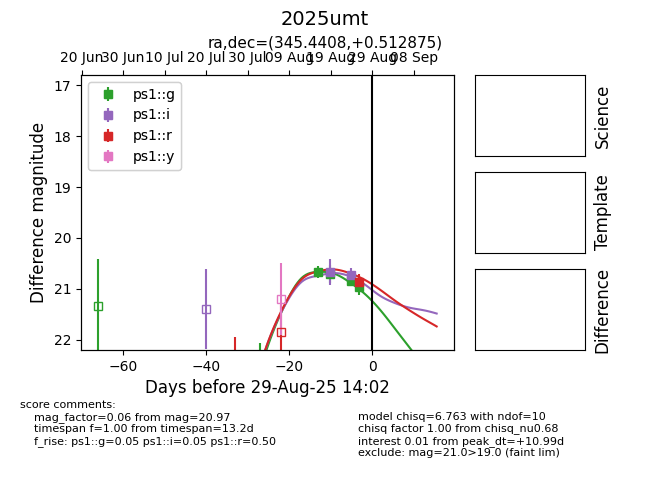 2025umt
ra,dec=(345.4408,+0.512875)
20 Jun 30 Jun 10 Jul 20 Jul 30 Jul 09 Aug 19 Aug 29 Aug 08 Sep
17
18
19
20
21
22
Difference magnitude
ps1::g
ps1::i
ps1::r
ps1::y
−60 −40 −20 0
Days before 29-Aug-25 14:02
Science
Template
Difference
score comments:
mag_factor=0.06 from mag=20.97
timespan f=1.00 from timespan=13.2d
f_rise: ps1::g=0.05 ps1::i=0.05 ps1::r=0.50
model chisq=6.763 with ndof=10
chisq factor 1.00 from chisq_nu0.68
interest 0.01 from peak_dt=+10.99d
exclude: mag=21.0>19.0 (faint lim)